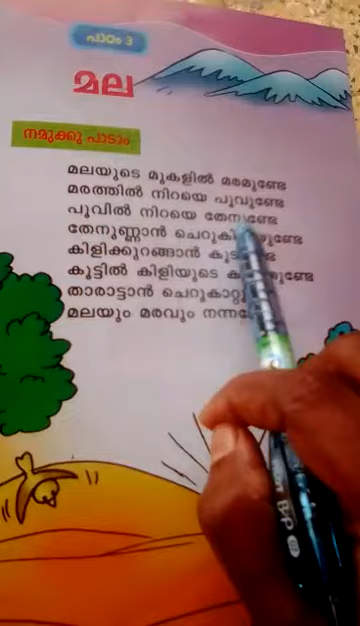 പാഠം 3
മല
നമുക്കു പാടാം
മലയുടെ മുകളിൽ മരമുണ്ടേ
മരത്തിൽ നിറയെ പൂവുണ്ടേ
പൂവിൽ നിറയെ തേനുണ്ടേ
തേനുണ്ണാൻ
കിളിക്കുറങ്ങാൻ
കൂട്ടിൽ കിളിയുടെ
താരാട്ടാൻ ചെറുകാറ്റു
മലയും മരവും